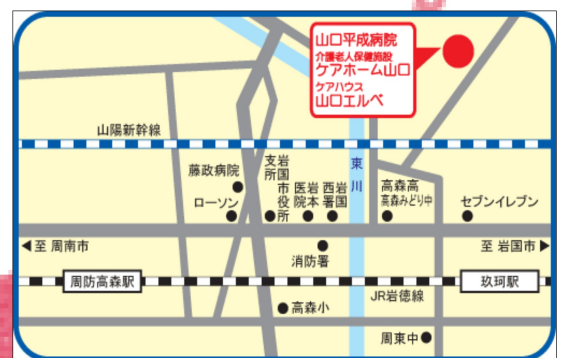 山口平成病院
介護老人保健施設
ケアホーム山口
ケアハウス
山口エルベ
山陽新幹線
藤政病院
ローソン
岩国市役所
支所
岩本
医院
岩国
西署
東川
高森高
高森みどり中
セブンイレブン
◀至 周南市
消防署
至 岩国市▶
周防高森駅
玖珂駅
JR岩徳線
高森小
周東中